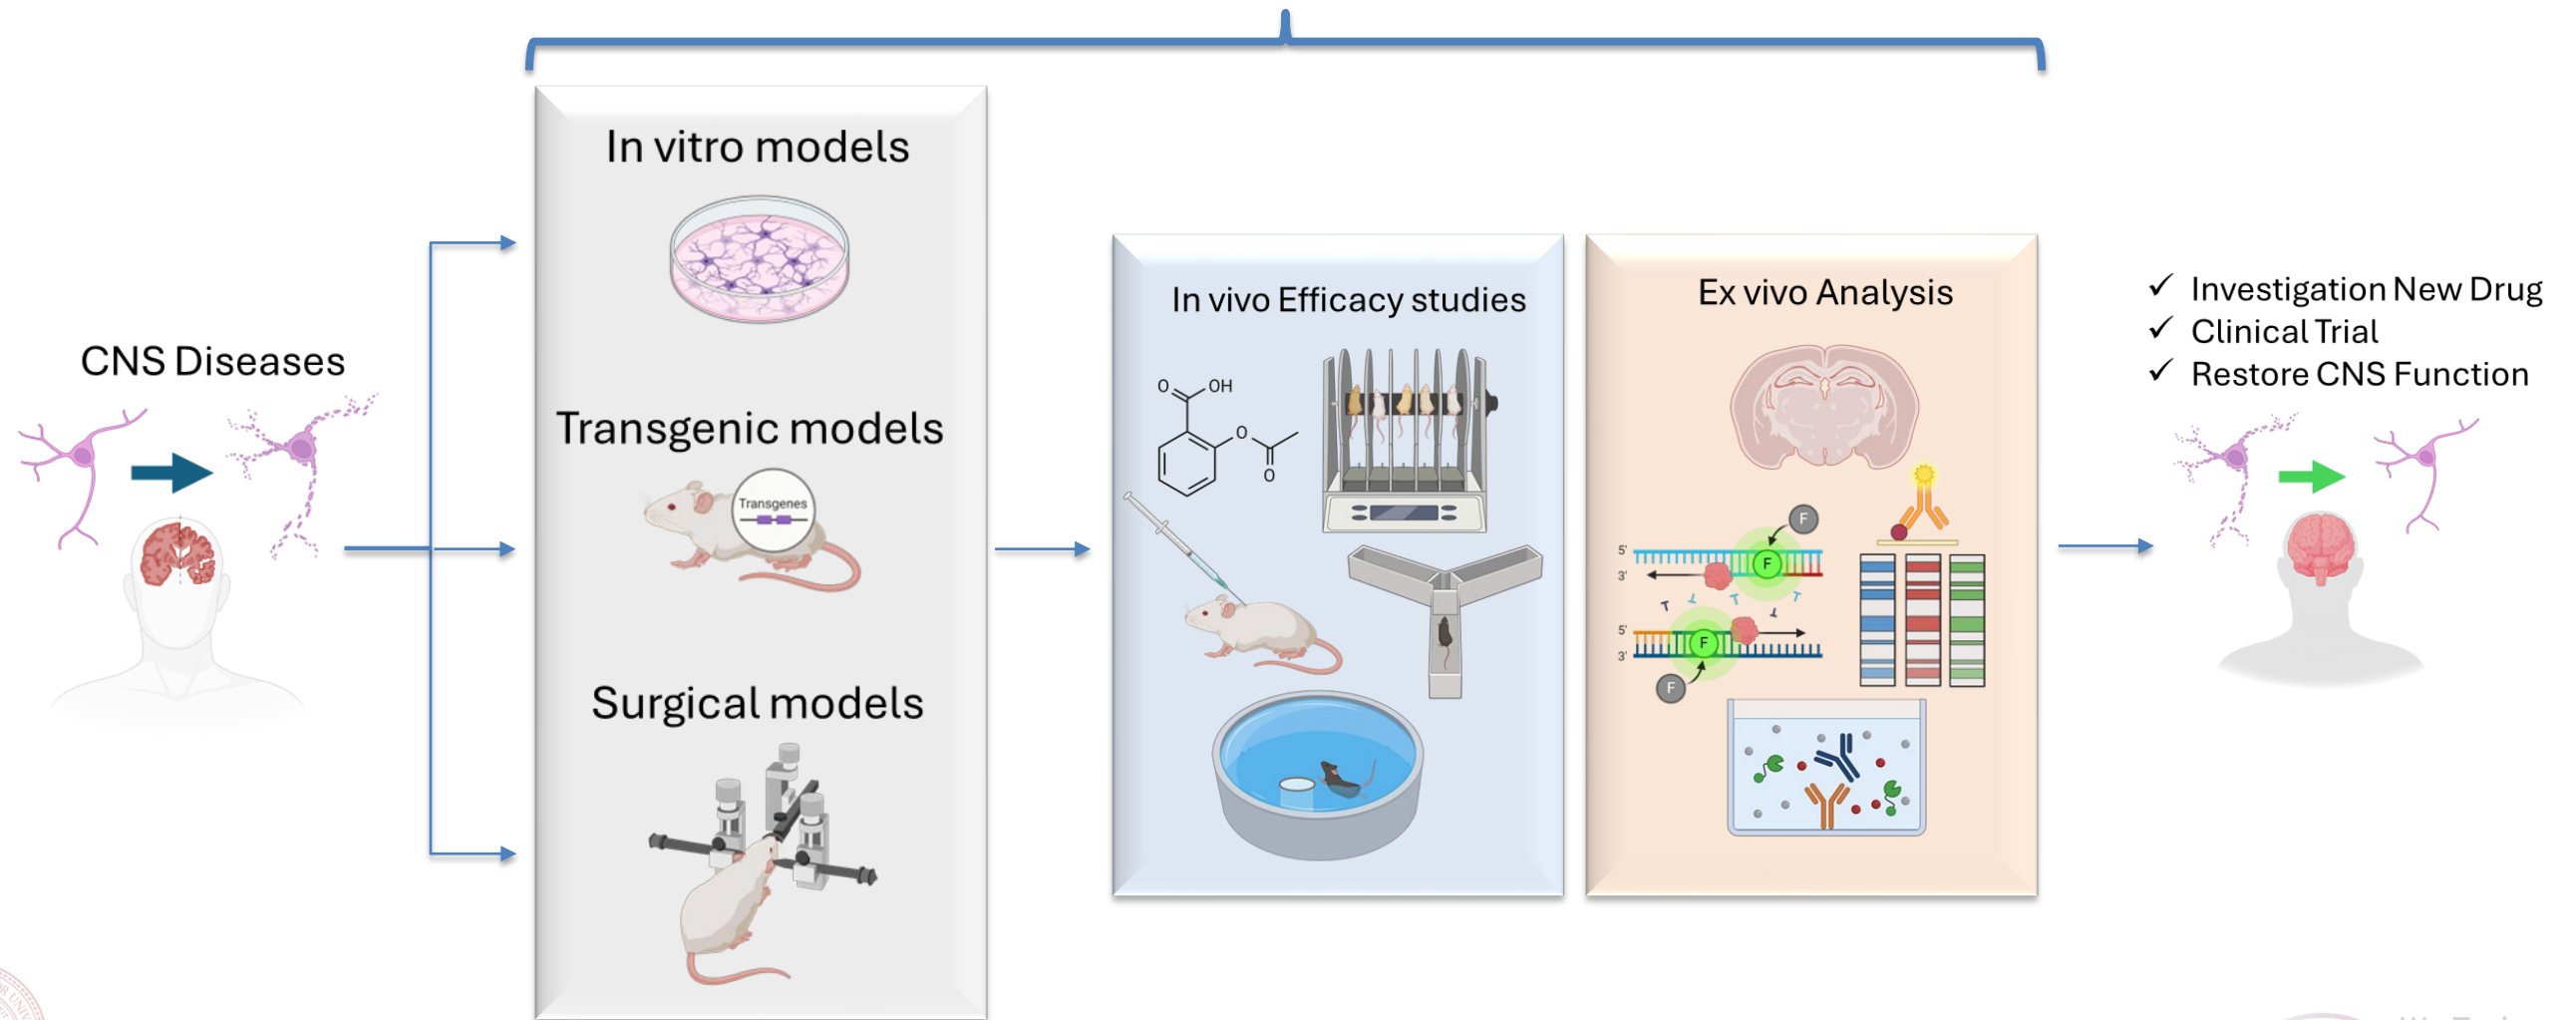 In vitro models
Transgenic models
Transgenes
Surgical models
CNS Diseases
In vivo Efficacy studies
O
OH
O
O
Ex vivo Analysis
F
5'
F
3'
T
T
T
T
T
5'
F
3'
F
✓ Investigation New Drug
✓ Clinical Trial
✓ Restore CNS Function